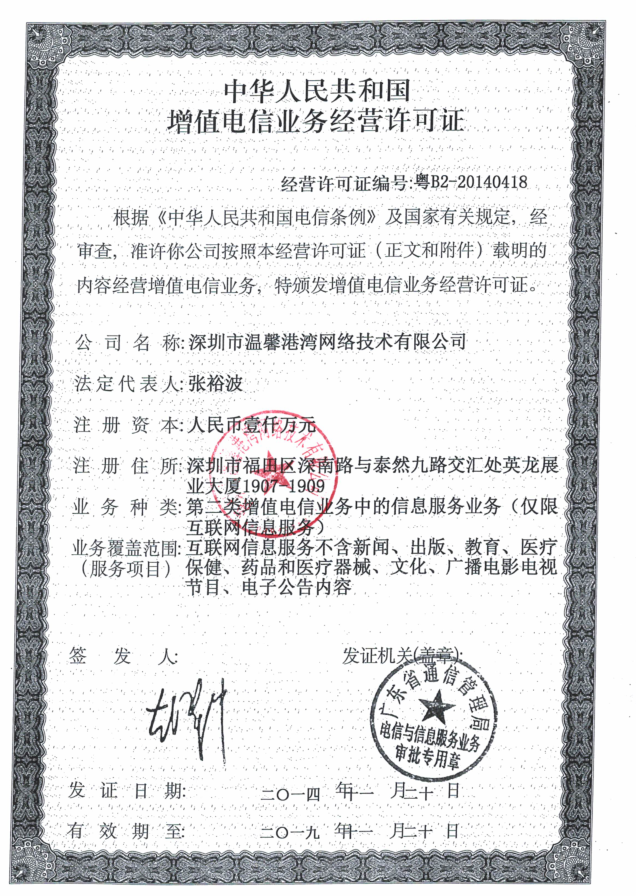 中华人民共和国
增值电信业务经营许可证
经营许可证编号:粤B2-20140418
根据《中华人民共和国电信条例》及国家有关规定，经
审查，准许你公司按照本经营许可证（正文和附件）载明的
内容经营增值电信业务，特颁发增值电信业务经营许可证。
公司名称:深圳市温馨港湾网络技术有限公司
法定代表人:张裕波
注册资本:人民币壹仟万元
注册住所:深圳市福田区深南路与泰然九路交汇处英龙展
业大厦1907-1909
业务种类:第二类增值电信业务中的信息服务业务（仅限
互联网信息服务）
业务覆盖范围:互联网信息服务不含新闻、出版、教育、医疗
（服务项目）保健、药品和医疗器械、文化、广播电影电视
节目、电子公告内容
签发人:
发证机关(盖章):
广东省通信管理局
电信与信息服务业务
审批专用章
发证日期:二〇一四年十一月二十日
有效期至:二〇一九年十一月二十日